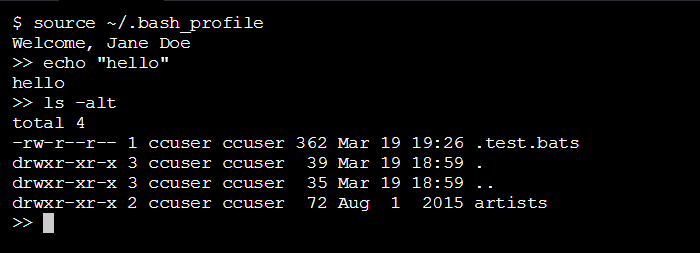 $ source ~/.bash_profile
Welcome, Jane Doe
>> echo "hello"
hello
>> ls -alt
total 4
-rw-r--r-- 1 ccuser ccuser 362 Mar 19 19:26 .test.bats
drwxr-xr-x 3 ccuser ccuser  39 Mar 19 18:59 .
drwxr-xr-x 3 ccuser ccuser  35 Mar 19 18:59 ..
drwxr-xr-x 2 ccuser ccuser  72 Aug  1  2015 artists
>>